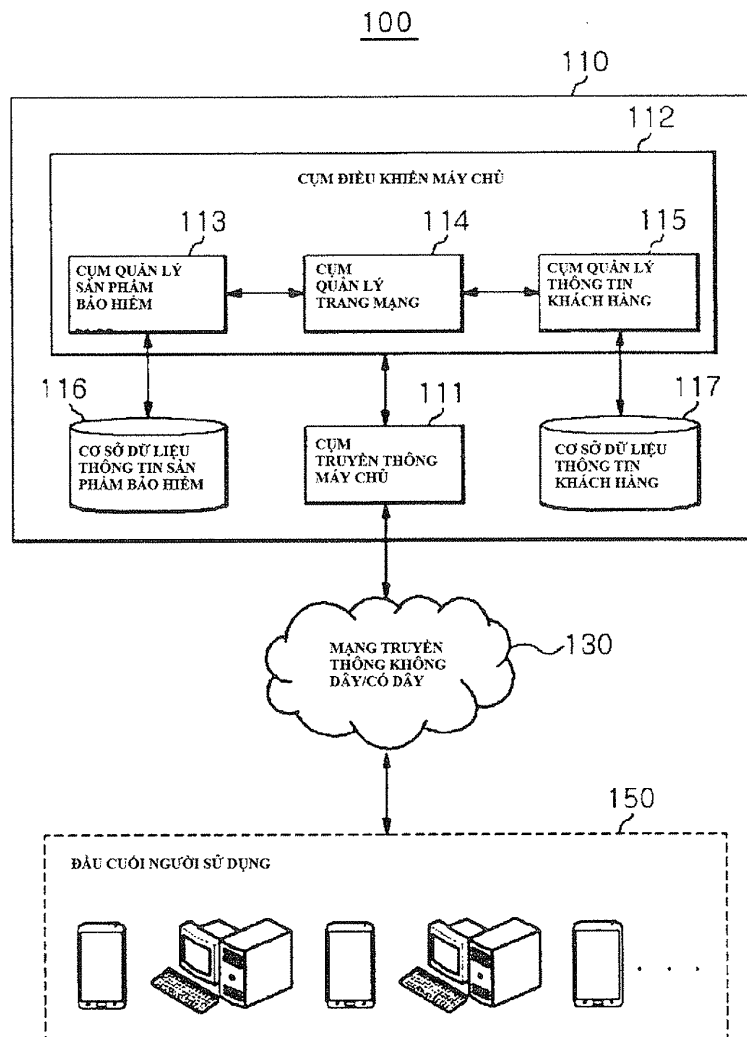 100
110
112
CỤM ĐIỀU KHIỂN MÁY CHỦ
113
114
115
CỤM QUẢN LÝ
SẢN PHẨM
BẢO HIỂM
CỤM
QUẢN LÝ
TRANG MẠNG
CỤM QUẢN LÝ
THÔNG TIN
KHÁCH HÀNG
116
111
117
CƠ SỞ DỮ LIỆU
THÔNG TIN SẢN
PHẨM BẢO HIỂM
CỤM
TRUYỀN THÔNG
MÁY CHỦ
CƠ SỞ DỮ LIỆU
THÔNG TIN
KHÁCH HÀNG
MẠNG TRUYỀN
THÔNG KHÔNG
DÂY/CÓ DÂY
130
150
ĐẦU CUỐI NGƯỜI SỬ DỤNG
. . .